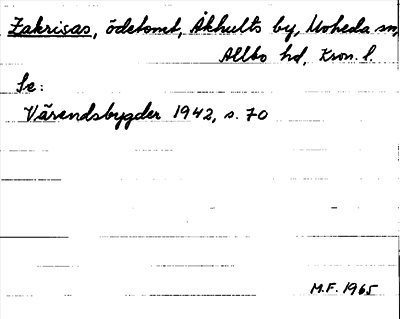 Zakrisas, ödetomt, Åkhults by, Moheda sn,
Allbo hd, Kron. l.
Se:
Värendsbygder 1942, s. 70
M.F. 1965